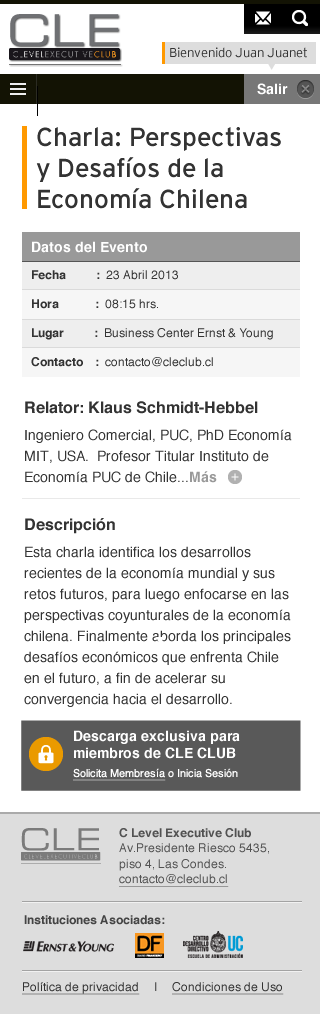 CLE
C.LEVELEXECUTIVECLUB
Bienvenido Juan Juanet
Salir
Charla: Perspectivas
y Desafíos de la
Economía Chilena
Datos del Evento
Fecha : 23 Abril 2013
Hora : 08:15 hrs.
Lugar : Business Center Ernst & Young
Contacto : contacto@cleclub.cl
Relator: Klaus Schmidt-Hebbel
Ingeniero Comercial, PUC, PhD Economía
MIT, USA. Profesor Titular Instituto de
Economía PUC de Chile...Más
Descripción
Esta charla identifica los desarrollos
recientes de la economía mundial y sus
retos futuros, para luego enfocarse en las
perspectivas coyunturales de la economía
chilena. Finalmente aborda los principales
desafíos económicos que enfrenta Chile
en el futuro, a fin de acelerar su
convergencia hacia el desarrollo.
Descarga exclusiva para
miembros de CLE CLUB
Solicita Membresía o Inicia Sesión
CLE
C.LEVELEXECUTIVECLUB
C Level Executive Club
Av.Presidente Riesco 5435,
piso 4, Las Condes.
contacto@cleclub.cl
Instituciones Asociadas:
ERNST & YOUNG
DF
DIARIO FINANCIERO
CENTRO
DESARROLLO
DIRECTIVO
UC
ESCUELA DE ADMINISTRACIÓN
Política de privacidad | Condiciones de Uso